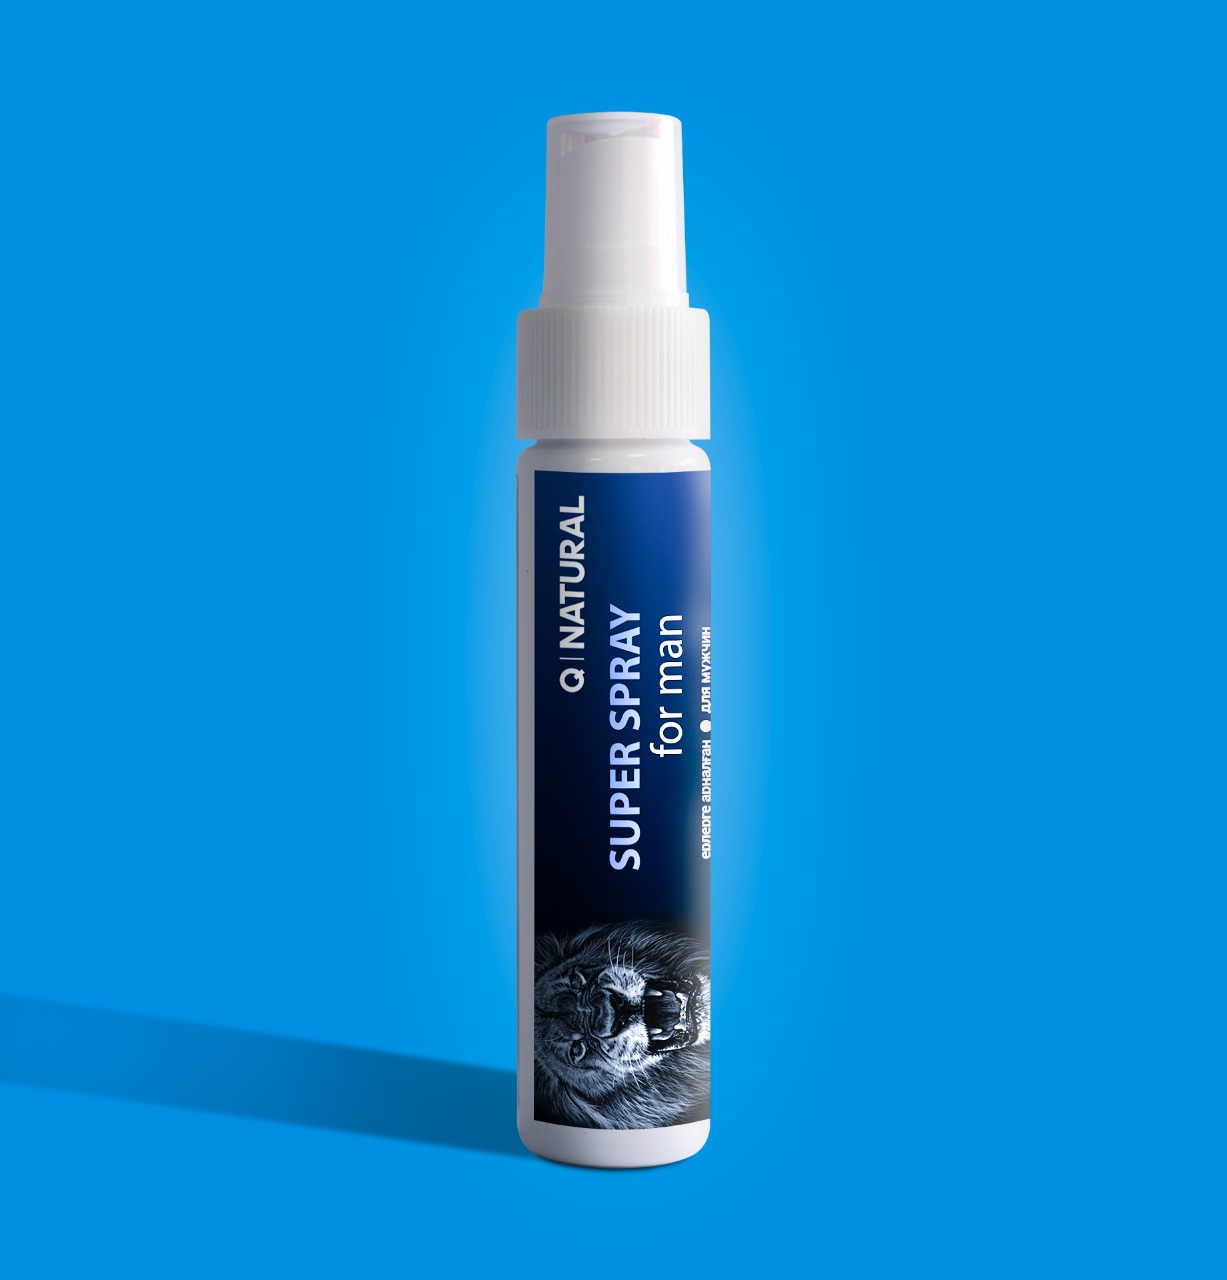 Q | NATURAL
SUPER SPRAY
for man
ерлерге арналған ● для мужчин